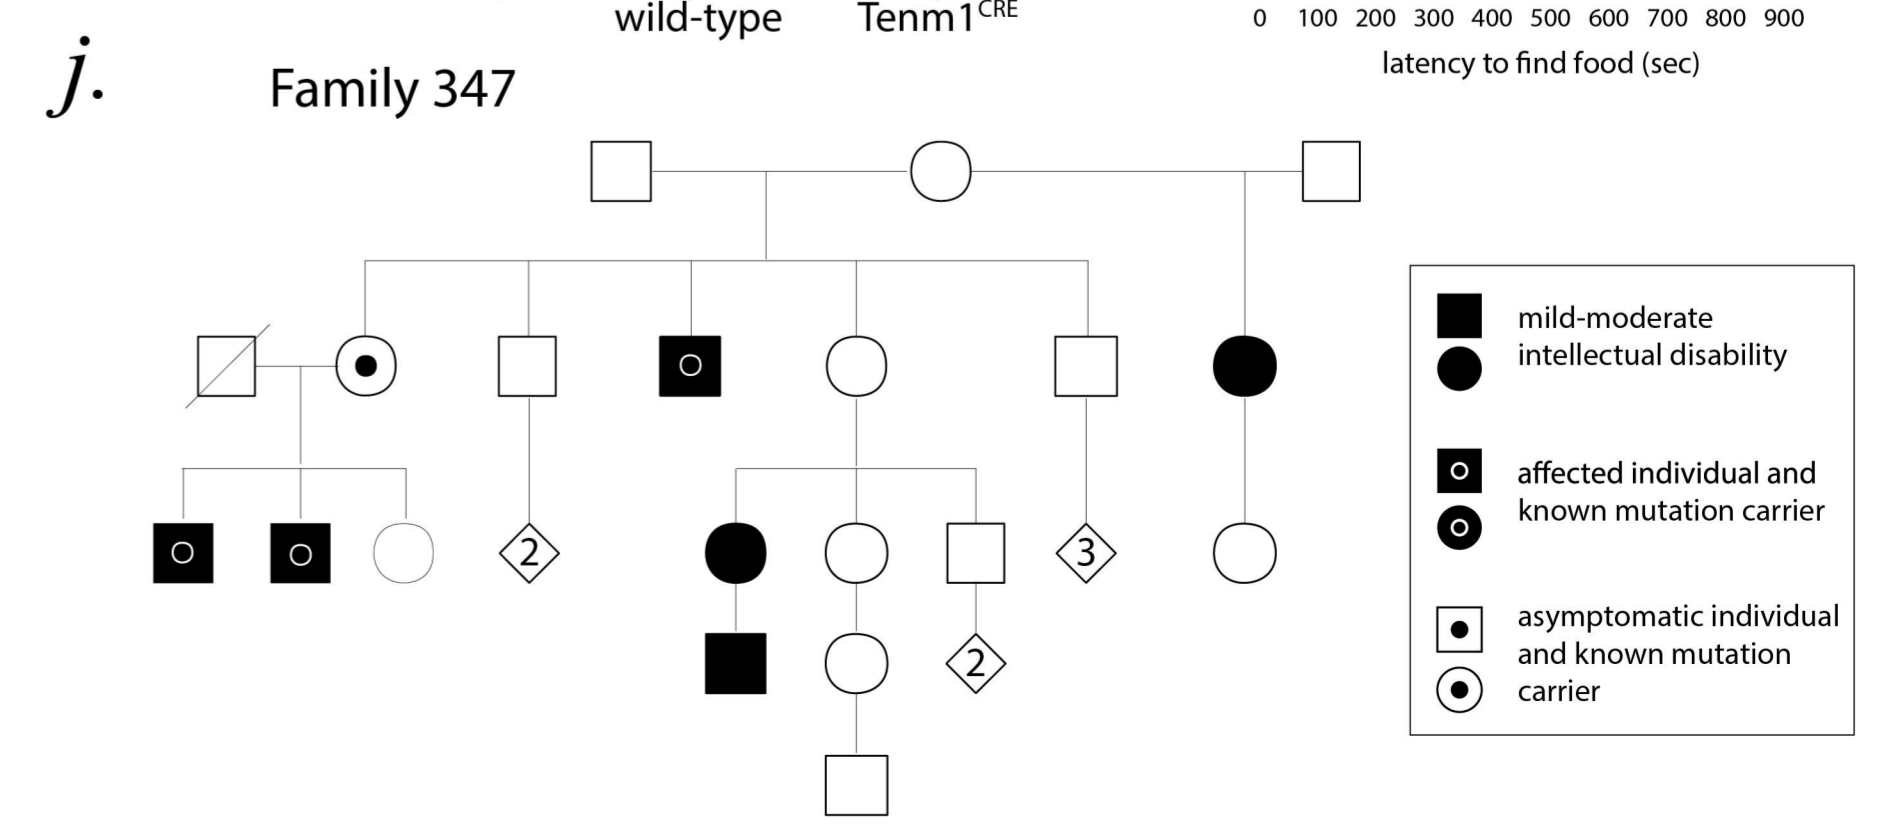 wild-type Tenm1CRE
0 100 200 300 400 500 600 700 800 900
latency to find food (sec)
j.
Family 347
mild-moderate
intellectual disability
affected individual and
known mutation carrier
asymptomatic individual
and known mutation
carrier
2
3
2